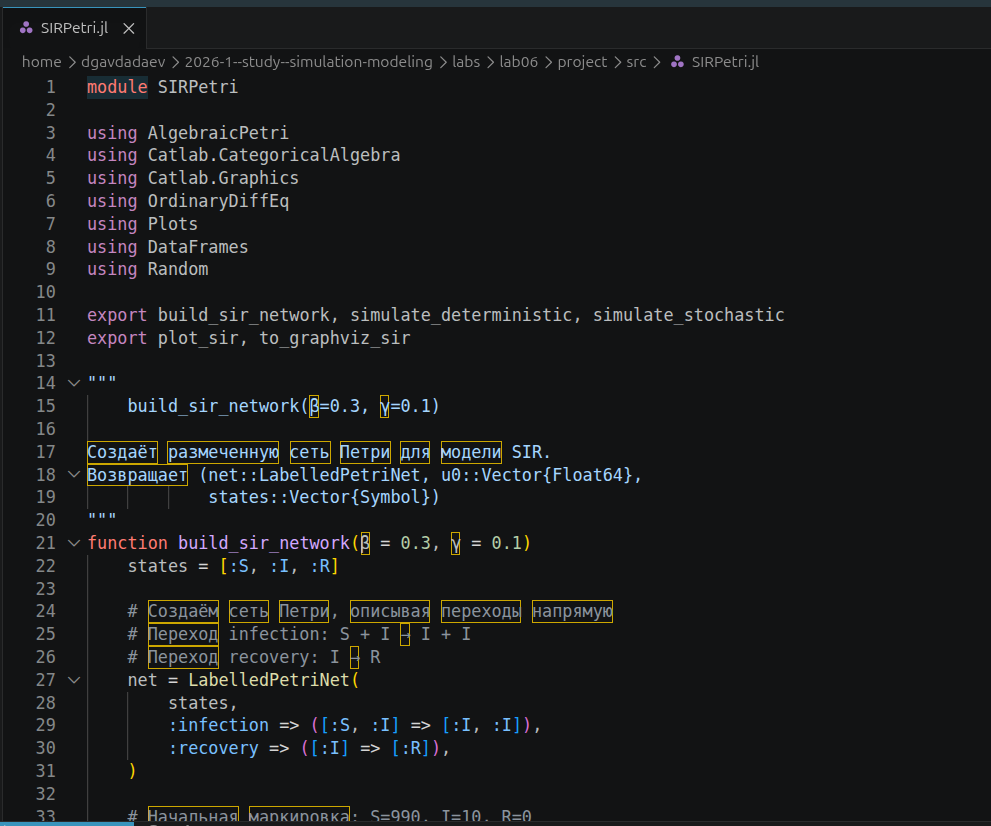 SIRPetri.jl
home > dgavdadaev > 2026-1--study--simulation-modeling > labs > lab06 > project > src > SIRPetri.jl
1 module SIRPetri
2
3 using AlgebraicPetri
4 using Catlab.CategoricalAlgebra
5 using Catlab.Graphics
6 using OrdinaryDiffEq
7 using Plots
8 using DataFrames
9 using Random
10
11 export build_sir_network, simulate_deterministic, simulate_stochastic
12 export plot_sir, to_graphviz_sir
13
14 """
15     build_sir_network(β=0.3, γ=0.1)
16
17 Создаёт размеченную сеть Петри для модели SIR.
18 Возвращает (net::LabelledPetriNet, u0::Vector{Float64},
19             states::Vector{Symbol})
20 """
21 function build_sir_network(β = 0.3, γ = 0.1)
22     states = [:S, :I, :R]
23
24     # Создаём сеть Петри, описывая переходы напрямую
25     # Переход infection: S + I → I + I
26     # Переход recovery: I → R
27     net = LabelledPetriNet(
28         states,
29         :infection => ([:S, :I] => [:I, :I]),
30         :recovery => ([:I] => [:R]),
31     )
32
33     # Начальная маркировка: S=990, I=10, R=0